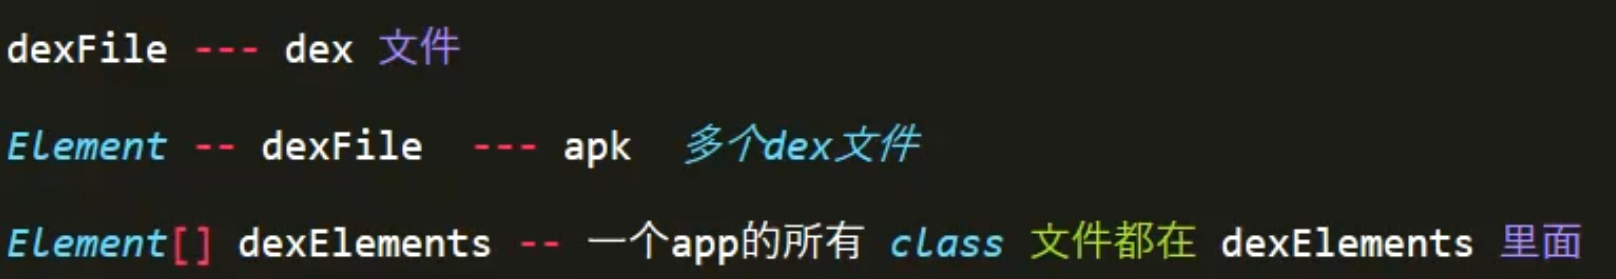 dexFile --- dex 文件
Element -- dexFile --- apk 多个dex文件
Element[] dexElements -- 一个app的所有 class 文件都在 dexElements 里面